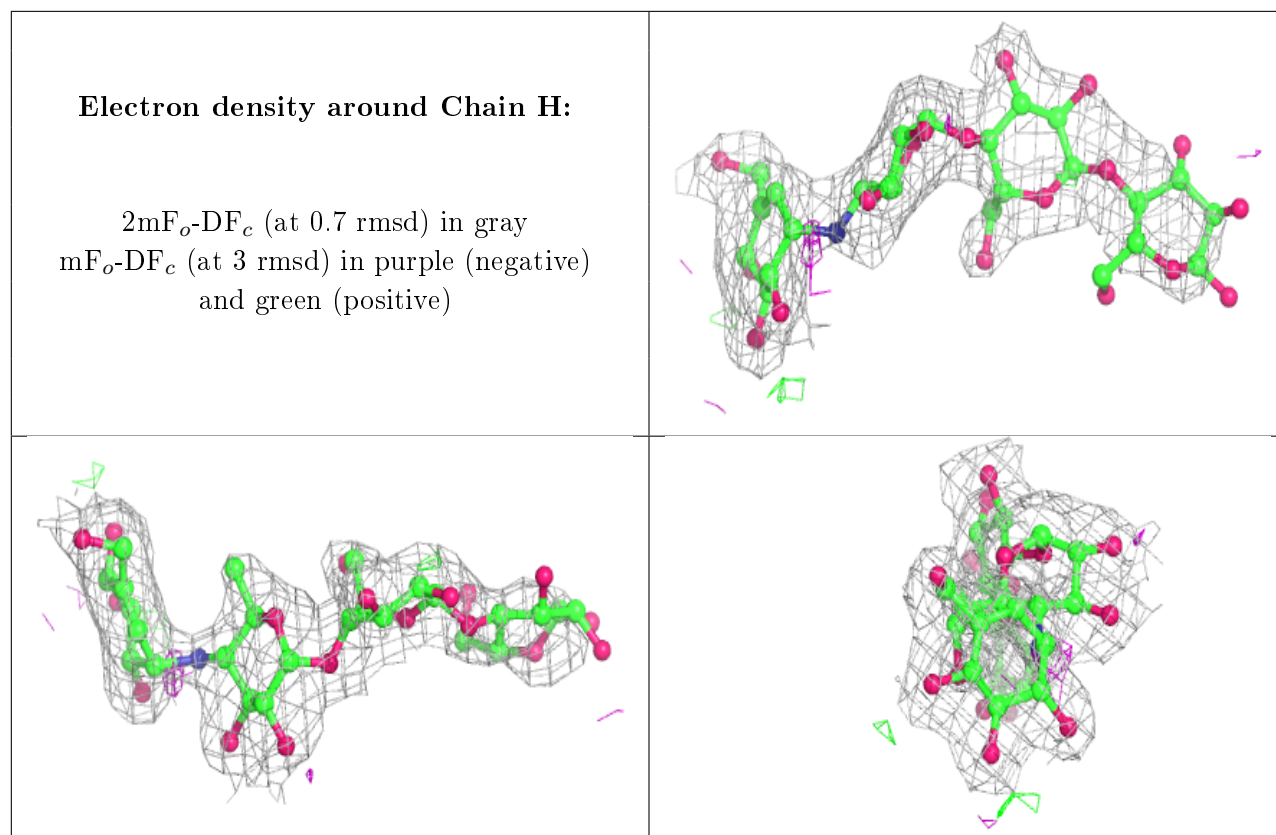 Electron density around Chain H:
2mFₒ-DF𝒸 (at 0.7 rmsd) in gray
mFₒ-DF𝒸 (at 3 rmsd) in purple (negative)
and green (positive)